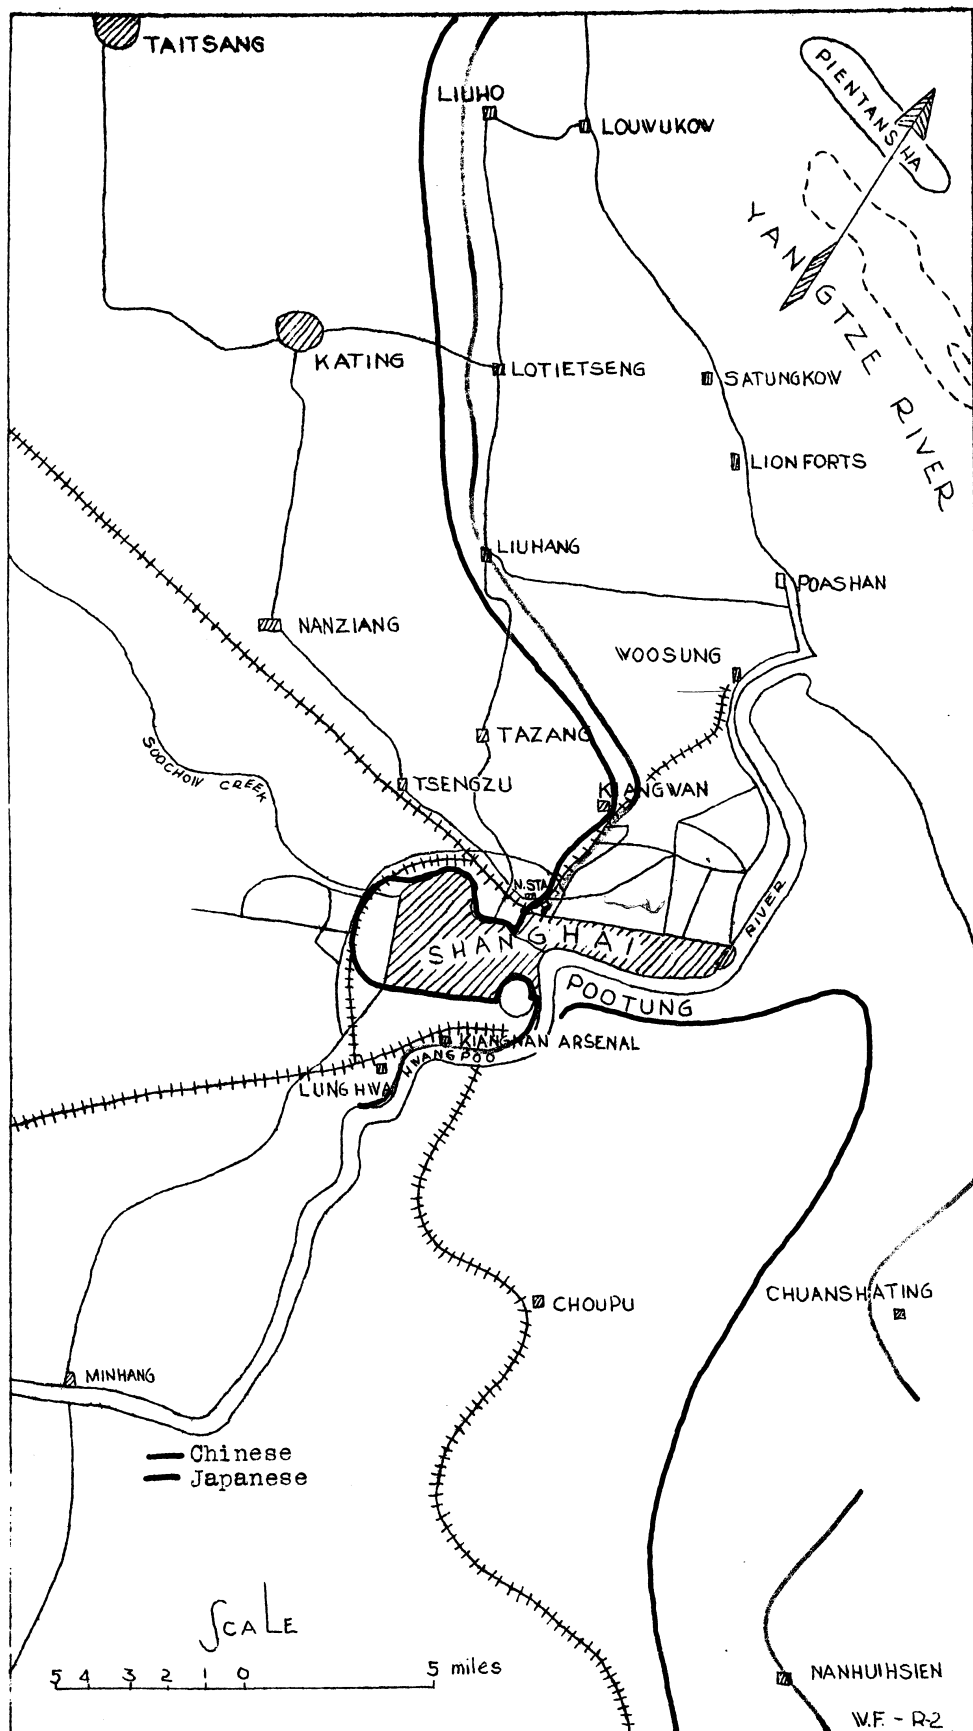 TAITSANG
LIUHO
LOUWUKOW
PIENTANSHA
YANGTZE RIVER
KATING
LOTIETSENG
SATUNGKOW
LION FORTS
LIUHANG
POASHAN
NANZIANG
WOOSUNG
TAZANG
SOOCHOW CREEK
TSENGZU
KIANGWAN
N.STA.
SHANGHAI
RIVER
POOTUNG
KIANGNAN ARSENAL
HWANGPOO
LUNGHWA
CHUANSHATING
CHOUPU
MINHANG
Chinese
Japanese
SCALE
5 4 3 2 1 0 5 miles
NANHUIHSIEN
W.F. - R-2